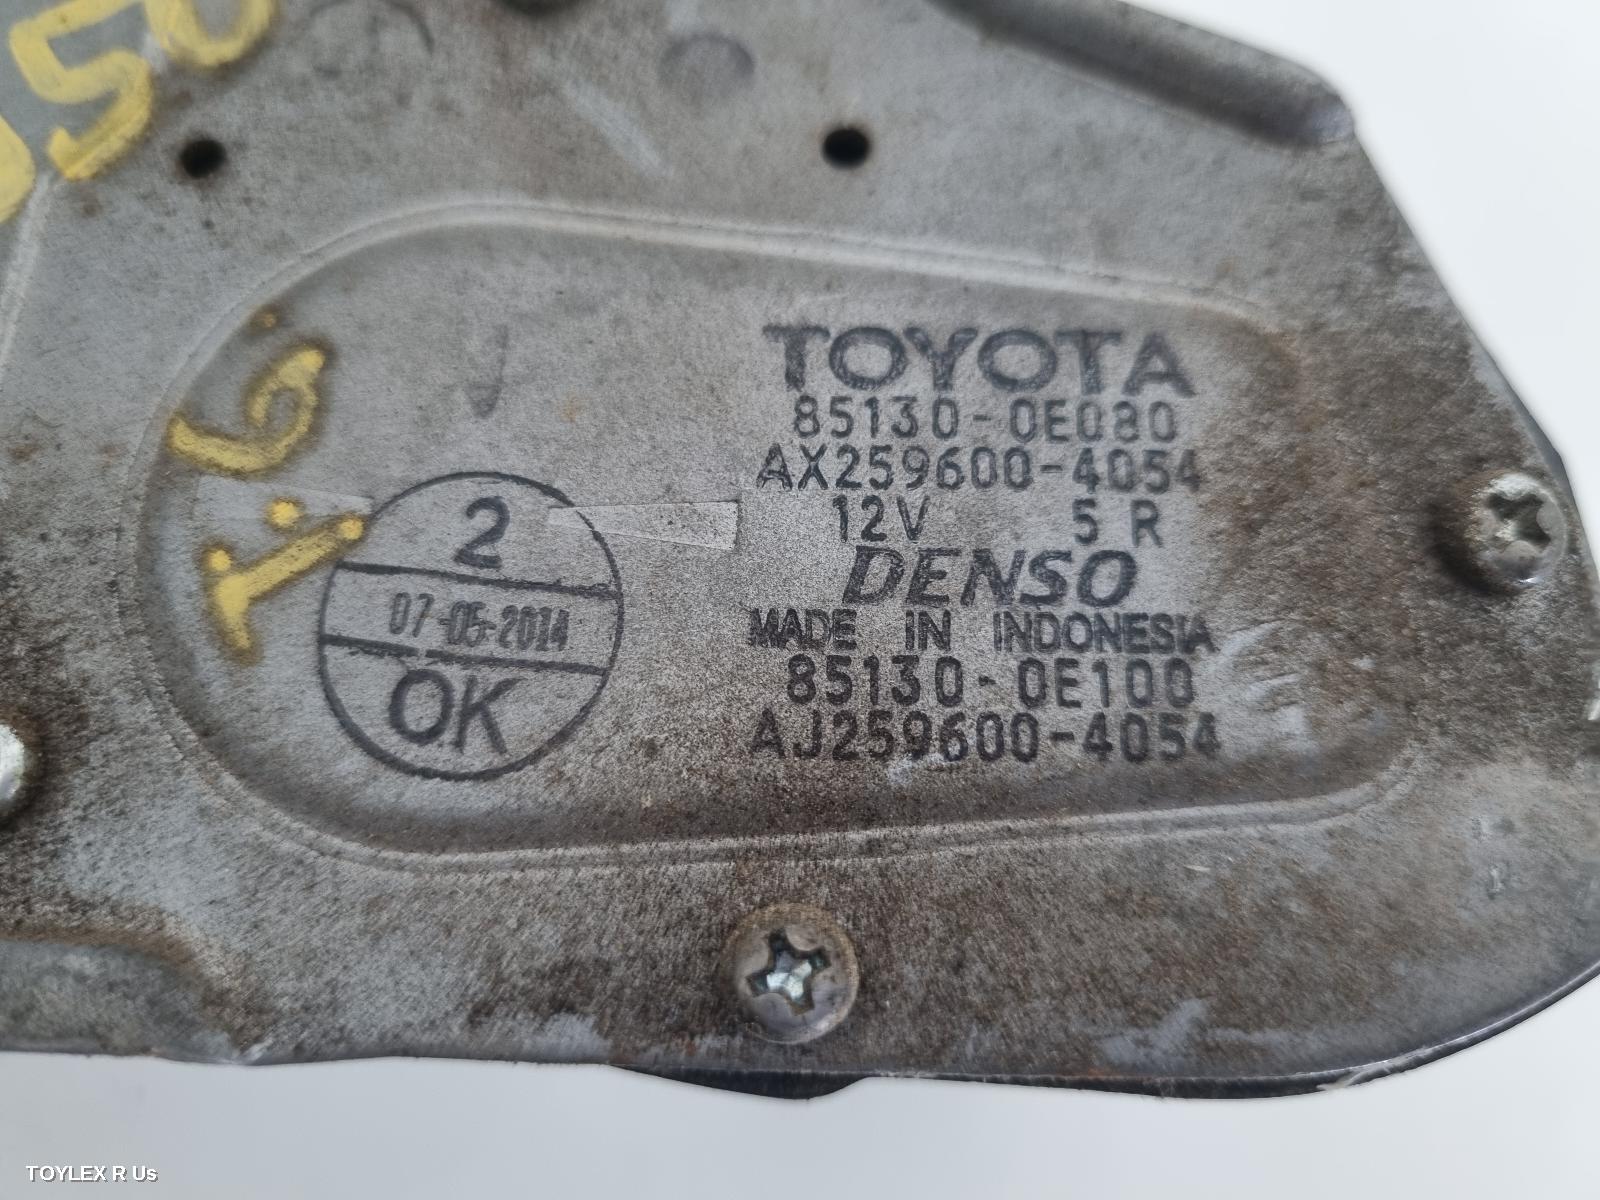 TOYOTA
85130-0E080
AX259600-4054
12V 5R
DENSO
MADE IN INDONESIA
85130-0E100
AJ259600-4054
2
07-05-2014
OK
TOYLEX R Us